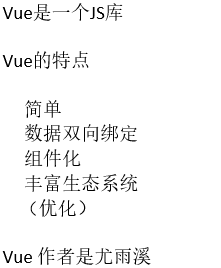 Vue是一个JS库
Vue的特点
简单
数据双向绑定
组件化
丰富生态系统
（优化）
Vue 作者是尤雨溪